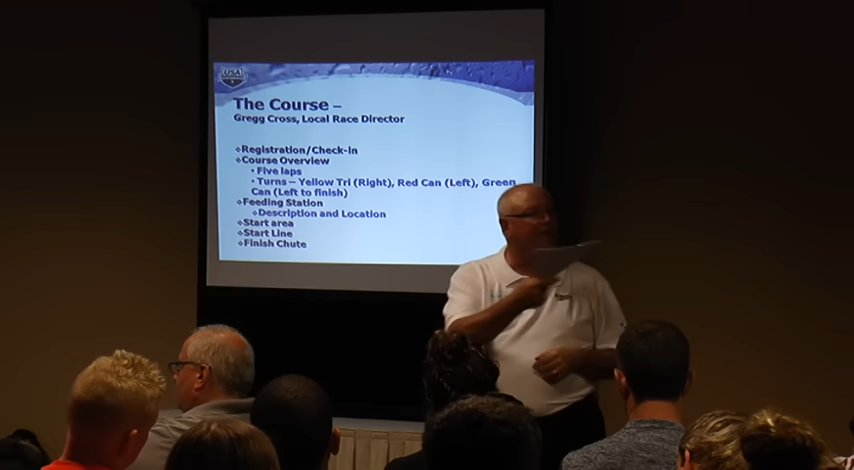 USA
The Course –
Gregg Cross, Local Race Director
Registration/Check-In
Course Overview
Five laps
Turns – Yellow Tri (Right), Red Can (Left), Green
Can (Left to finish)
Feeding Station
Description and Location
Start area
Start Line
Finish Chute